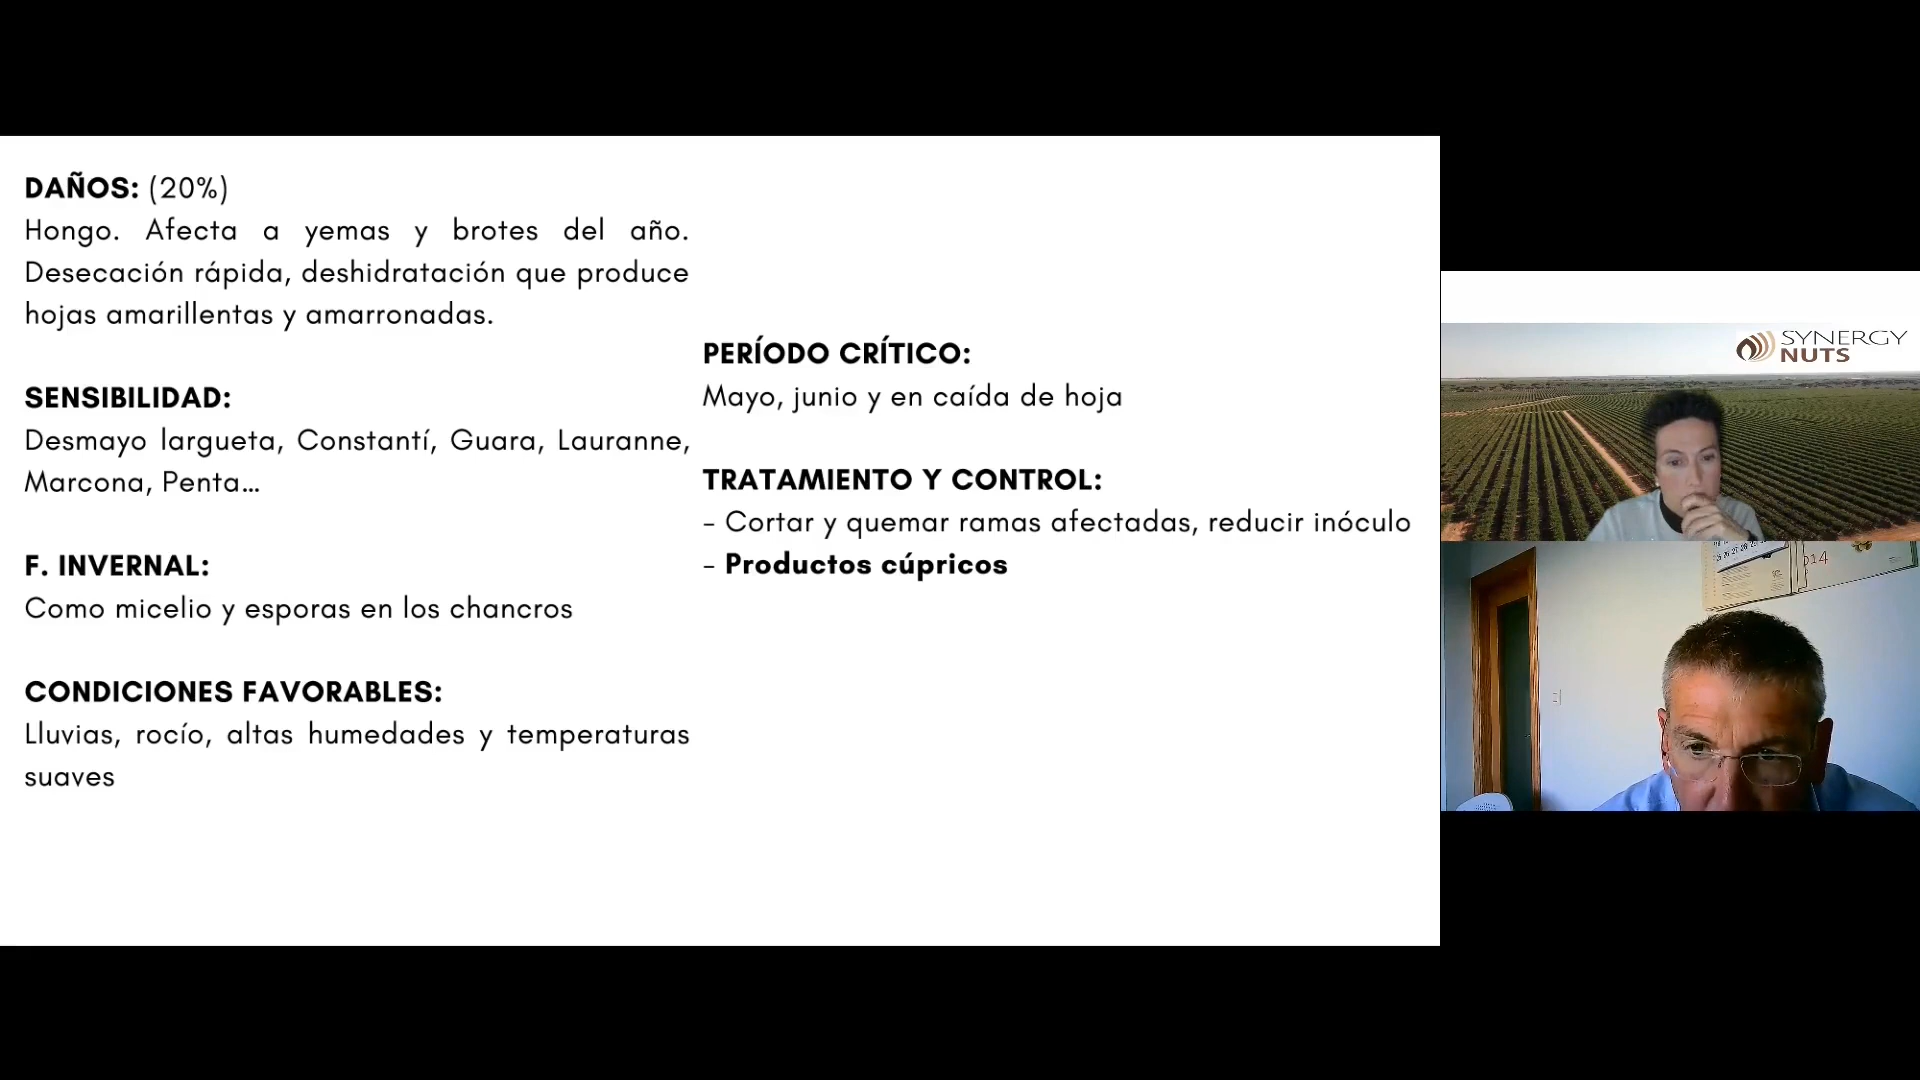 DAÑOS: (20%)
Hongo. Afecta a yemas y brotes del año.
Desecación rápida, deshidratación que produce
hojas amarillentas y amarronadas.
SENSIBILIDAD:
Desmayo largueta, Constantí, Guara, Lauranne,
Marcona, Penta...
F. INVERNAL:
Como micelio y esporas en los chancros
CONDICIONES FAVORABLES:
Lluvias, rocío, altas humedades y temperaturas
suaves
PERÍODO CRÍTICO:
Mayo, junio y en caída de hoja
TRATAMIENTO Y CONTROL:
- Cortar y quemar ramas afectadas, reducir inóculo
- Productos cúpricos
SYNERGY
NUTS